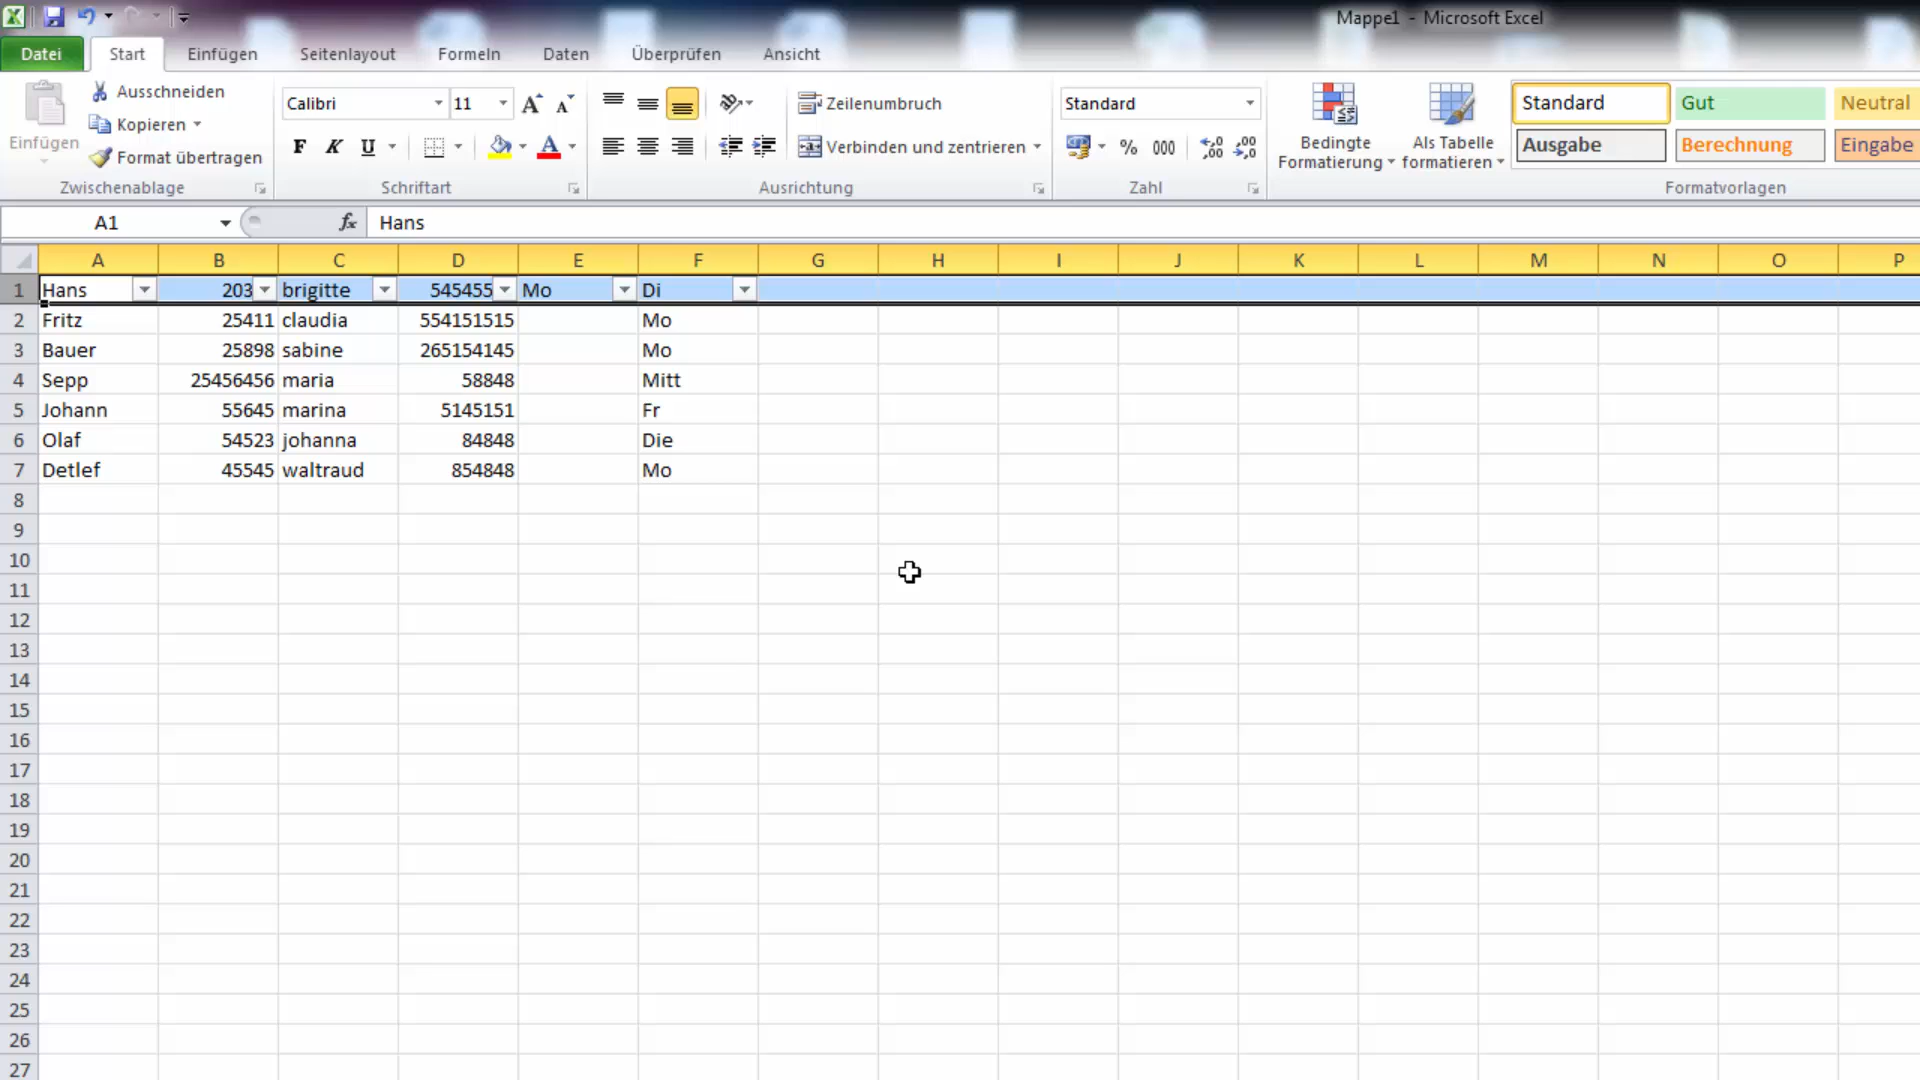 Mappe1 - Microsoft Excel
Datei Start Einfügen Seitenlayout Formeln Daten Überprüfen Ansicht
Einfügen
Ausschneiden
Kopieren
Format übertragen
Zwischenablage
Calibri 11
F K U
Schriftart
Zeilenumbruch
Verbinden und zentrieren
Ausrichtung
Standard
% 000
Zahl
Bedingte Formatierung
Als Tabelle formatieren
Standard Gut Neutral
Ausgabe Berechnung Eingabe
Formatvorlagen
A1 fx Hans
A B C D E F G H I J K L M N O P
1 Hans 203 brigitte 545455 Mo Di
2 Fritz 25411 claudia 554151515 Mo
3 Bauer 25898 sabine 265154145 Mo
4 Sepp 25456456 maria 58848 Mitt
5 Johann 55645 marina 5145151 Fr
6 Olaf 54523 johanna 84848 Die
7 Detlef 45545 waltraud 854848 Mo
8
9
10
11
12
13
14
15
16
17
18
19
20
21
22
23
24
25
26
27